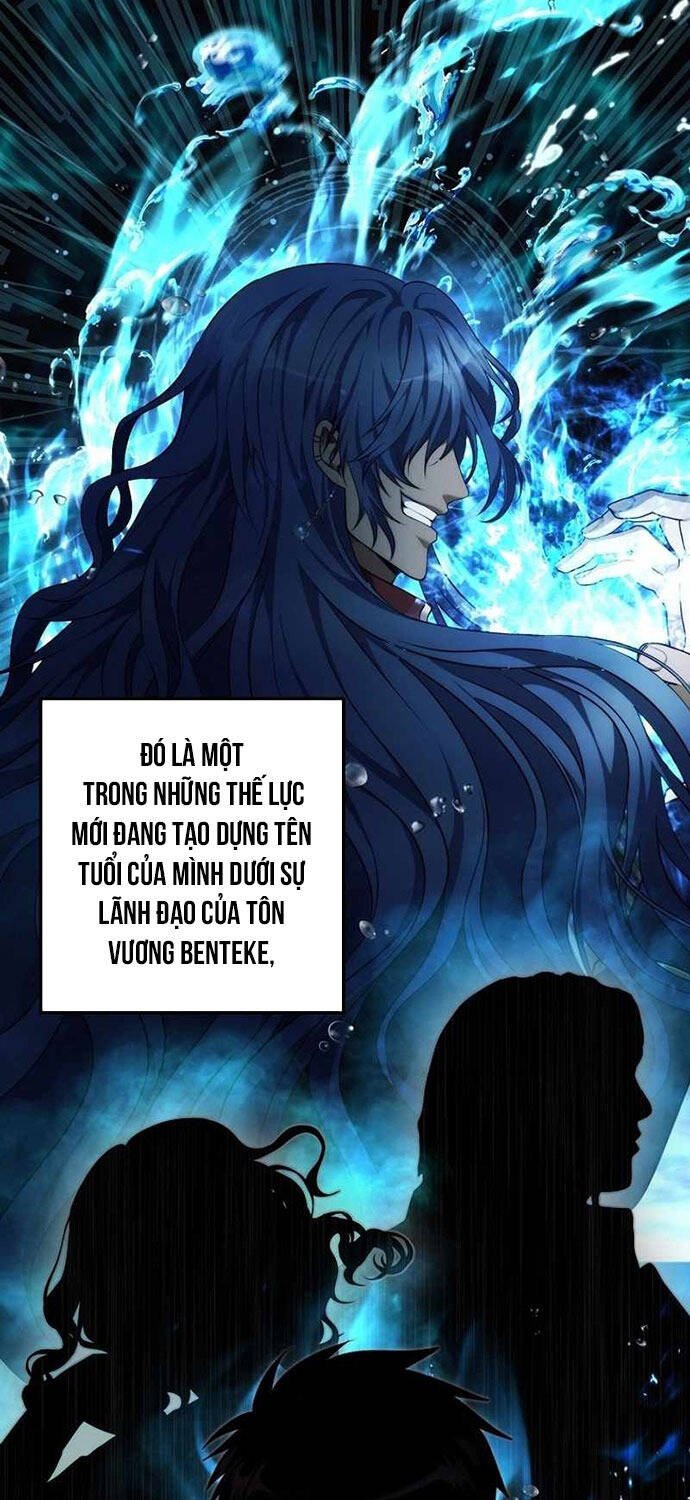 ĐÓ LÀ MỘT
TRONG NHỮNG THẾ LỰC
MỚI ĐANG TẠO DỰNG TÊN
TUỔI CỦA MÌNH DƯỚI SỰ
LÃNH ĐẠO CỦA TÔN
VƯƠNG BENTEKE,